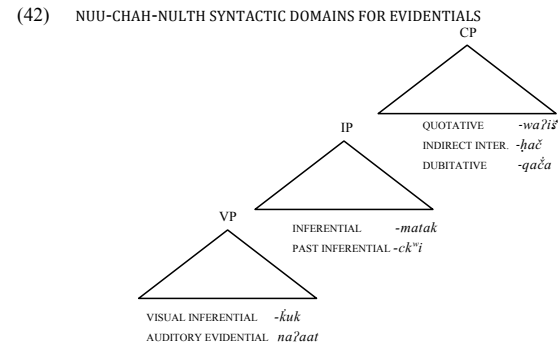 (42) NUU-CHAH-NULTH SYNTACTIC DOMAINS FOR EVIDENTIALS
CP
QUOTATIVE -waʔiš
INDIRECT INTER. -ḥač
DUBITATIVE -qač̓a
IP
INFERENTIAL -matak
PAST INFERENTIAL -ckʷi
VP
VISUAL INFERENTIAL -k̓uk
AUDITORY EVIDENTIAL naʔaat